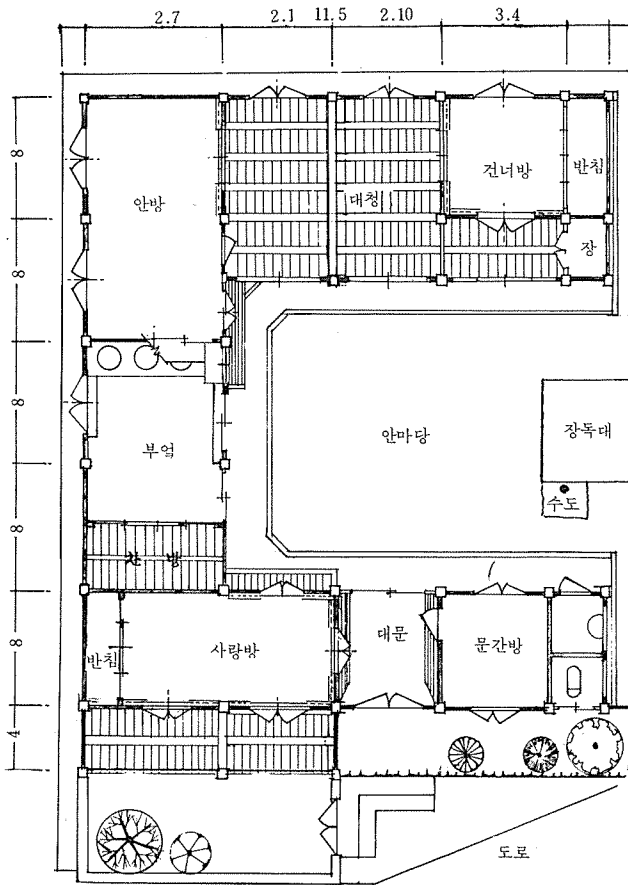 2.7 2.1 11.5 2.10 3.4
8
8
8
8
8
4
안방
대청
건너방
반침
장
부엌
안마당
장독대
수도
찬방
반침
사랑방
대문
문간방
도로